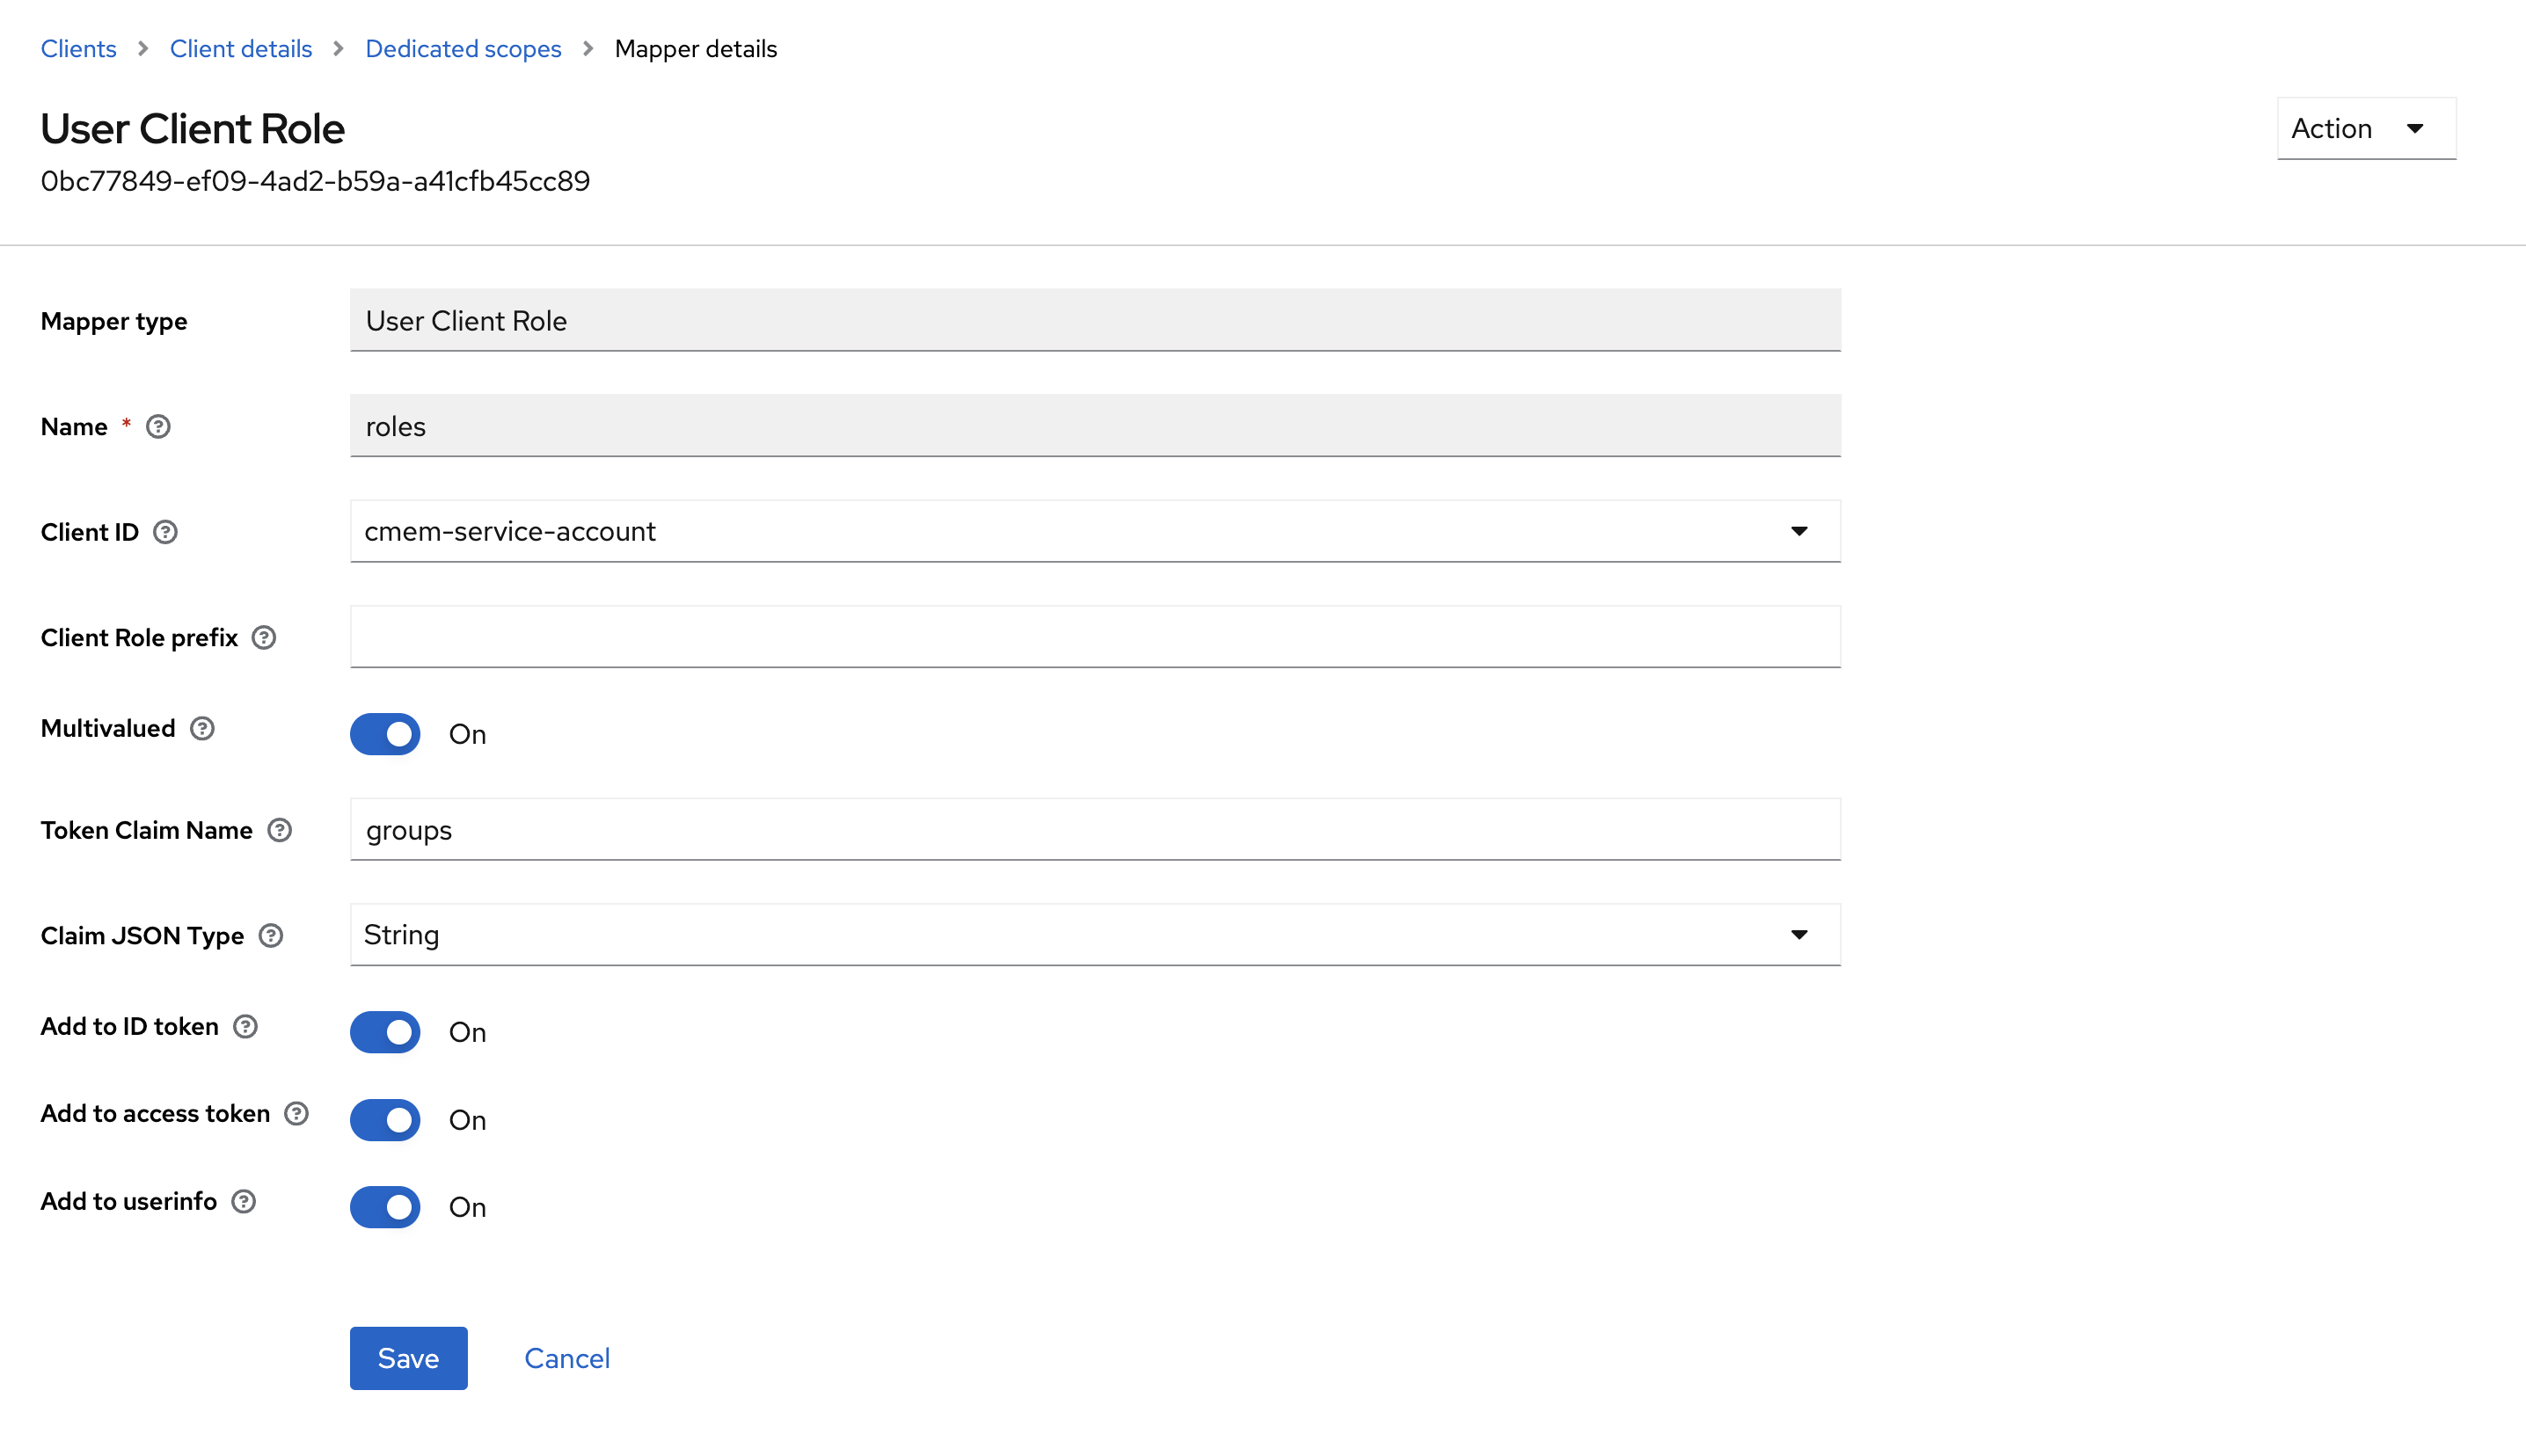 Clients > Client details > Dedicated scopes > Mapper details
User Client Role
Action
0bc77849-ef09-4ad2-b59a-a41cfb45cc89
Mapper type User Client Role
Name * roles
Client ID cmem-service-account
Client Role prefix
Multivalued On
Token Claim Name groups
Claim JSON Type String
Add to ID token On
Add to access token On
Add to userinfo On
Save Cancel